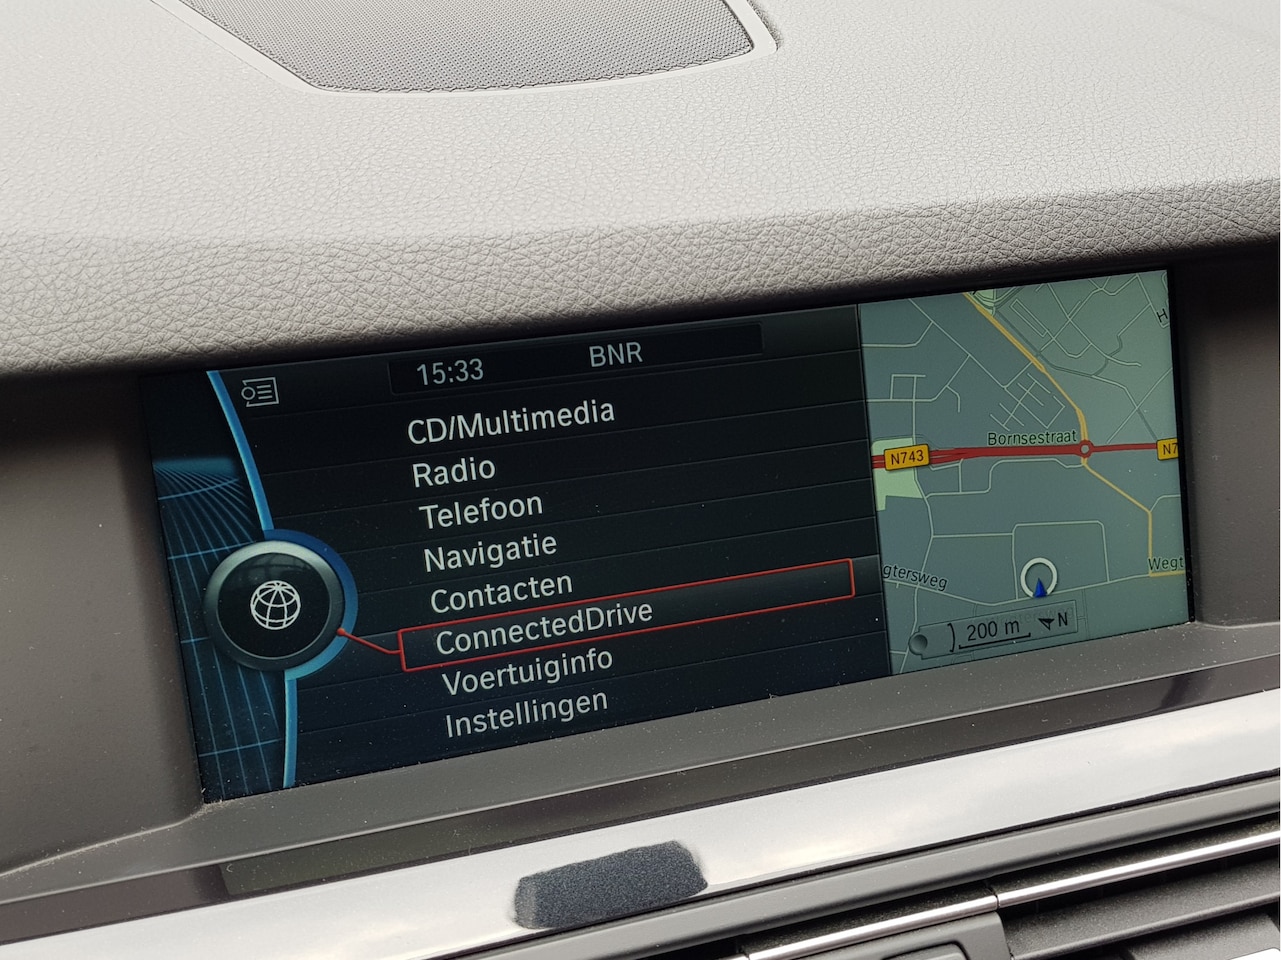 15:33 BNR
CD/Multimedia
Radio
Telefoon
Navigatie
Contacten
ConnectedDrive
Voertuiginfo
Instellingen
H
Bornsestraat
N743
N7
gtersweg
Wegt
200 m
N